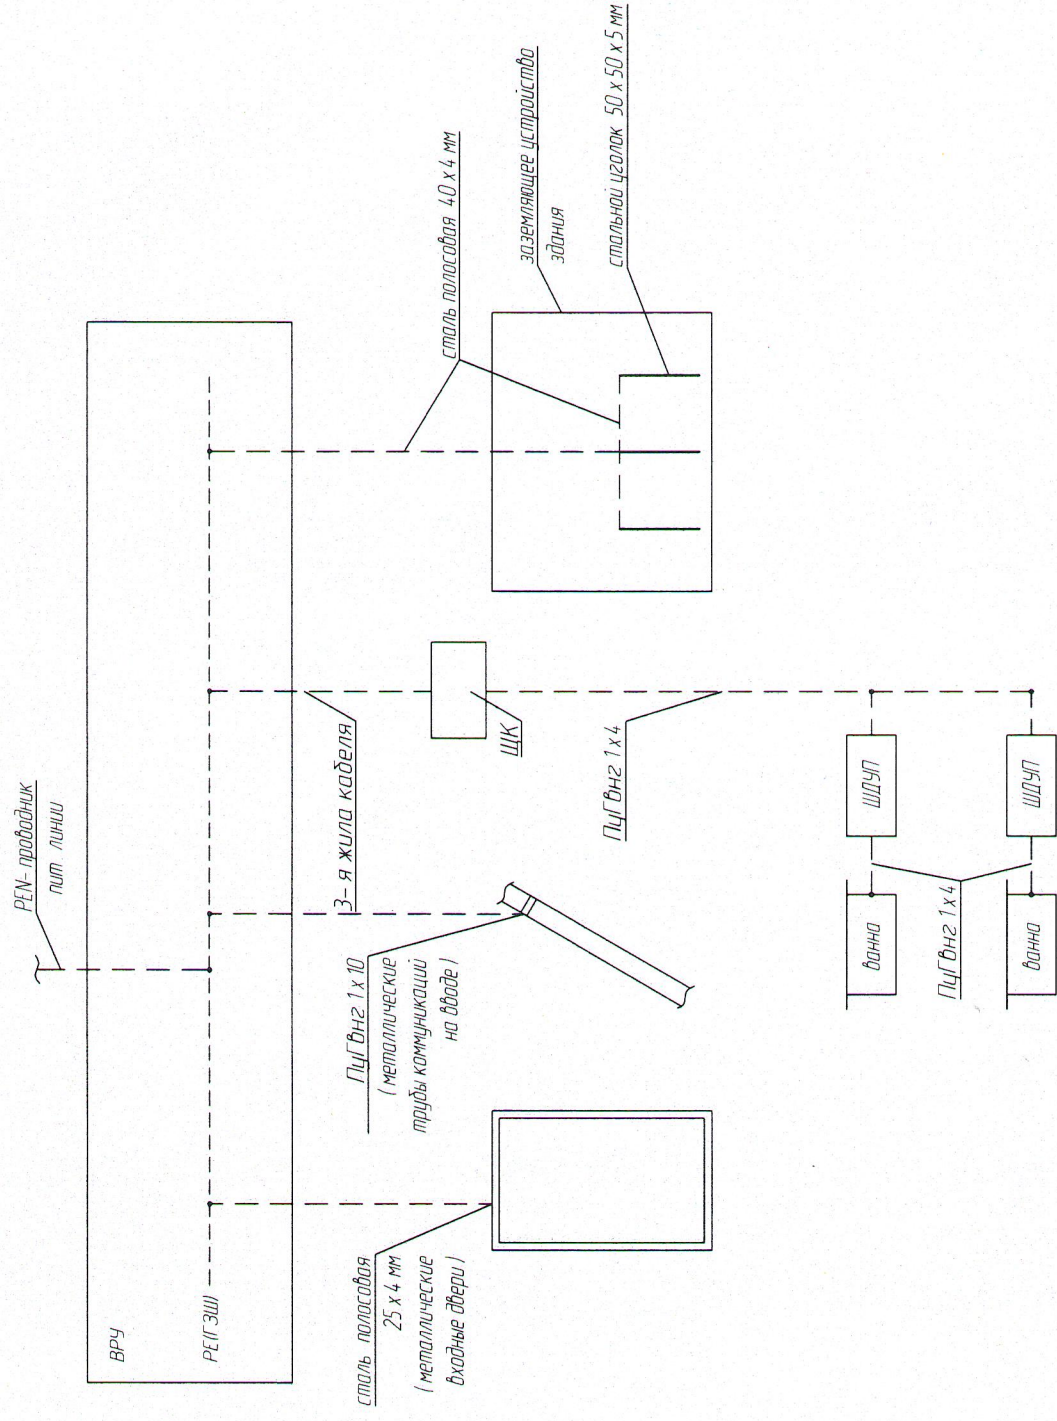 PEN- проводник
пит. линии
ВРУ
РЕ(ГЗШ)
сталь полосовая
25 х 4 мм
( металлические
входные двери )
ПуГВнг 1 х 10
( металлические
трубы коммуникаций
на вводе )
3- я жила кабеля
ЩК
ПуГВнг 1 х 4
сталь полосовая 40 х 4 мм
заземляющее устройство
здания
стальной уголок 50 х 50 х 5 мм
ванна
ШДУП
ПуГВнг 1 х 4
ванна
ШДУП